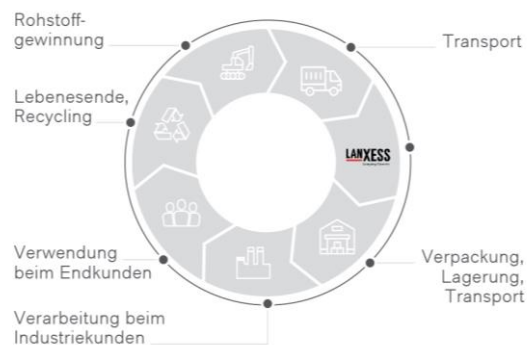 Rohstoff-
gewinnung
Transport
LANXESS
Verpackung,
Lagerung,
Transport
Verarbeitung beim
Industriekunden
Verwendung
beim Endkunden
Lebenesende,
Recycling